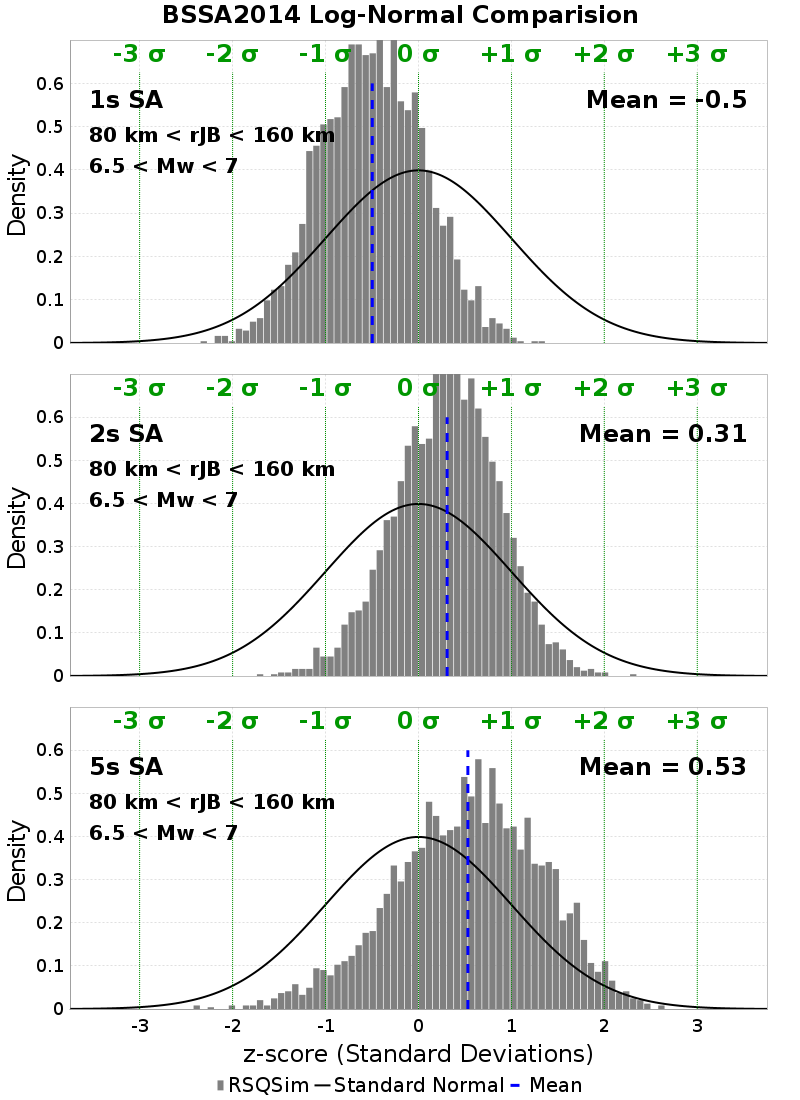 BSSA2014 Log-Normal Comparision
-3 σ -2 σ -1 σ 0 σ +1 σ +2 σ +3 σ
1s SA
Mean = -0.5
80 km < rJB < 160 km
6.5 < Mw < 7
Density
0.6
0.5
0.4
0.3
0.2
0.1
0
-3 σ -2 σ -1 σ 0 σ +1 σ +2 σ +3 σ
2s SA
Mean = 0.31
80 km < rJB < 160 km
6.5 < Mw < 7
Density
0.6
0.5
0.4
0.3
0.2
0.1
0
-3 σ -2 σ -1 σ 0 σ +1 σ +2 σ +3 σ
5s SA
Mean = 0.53
80 km < rJB < 160 km
6.5 < Mw < 7
Density
0.6
0.5
0.4
0.3
0.2
0.1
0
-3 -2 -1 0 1 2 3
z-score (Standard Deviations)
RSQSim Standard Normal Mean